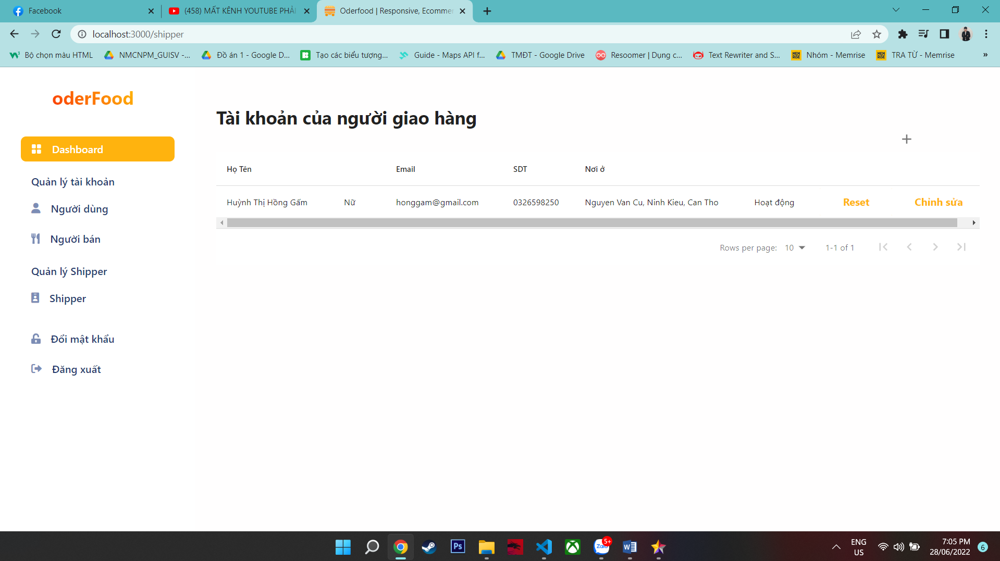 Facebook
(458) MẤT KÊNH YOUTUBE PHẢI
Oderfood | Responsive, Ecommer
localhost:3000/shipper
Bộ chọn màu HTML
NMCNPM_GUISV -...
Đồ án 1 - Google D...
Tạo các biểu tượng...
Guide - Maps API f...
TMĐT - Google Drive
Resoomer | Dụng c...
Text Rewriter and S...
Nhóm - Memrise
TRA TỪ - Memrise
»
oderFood
Dashboard
Quản lý tài khoản
Người dùng
Người bán
Quản lý Shipper
Shipper
Đổi mật khẩu
Đăng xuất
Tài khoản của người giao hàng
Họ Tên Email SDT Nơi ở
Huỳnh Thị Hồng Gấm Nữ honggam@gmail.com 0326598250 Nguyen Van Cu, Ninh Kieu, Can Tho Hoạt động Reset Chỉnh sửa
Rows per page: 10 1-1 of 1
Ps
Zalo
5+
ENG
US
7:05 PM
28/06/2022
6